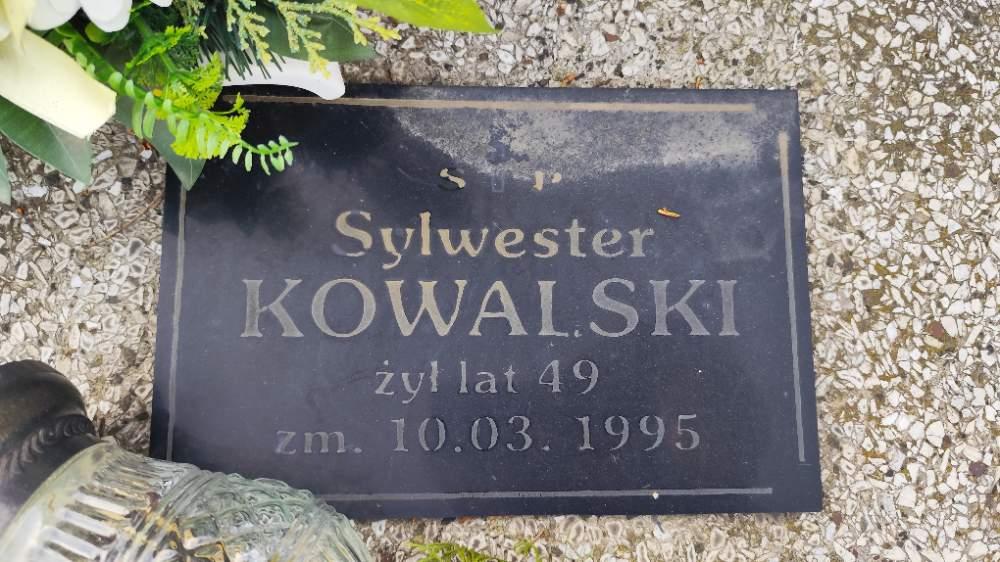 Ś P
Sylwester
KOWALSKI
żył lat 49
zm. 10.03. 1995